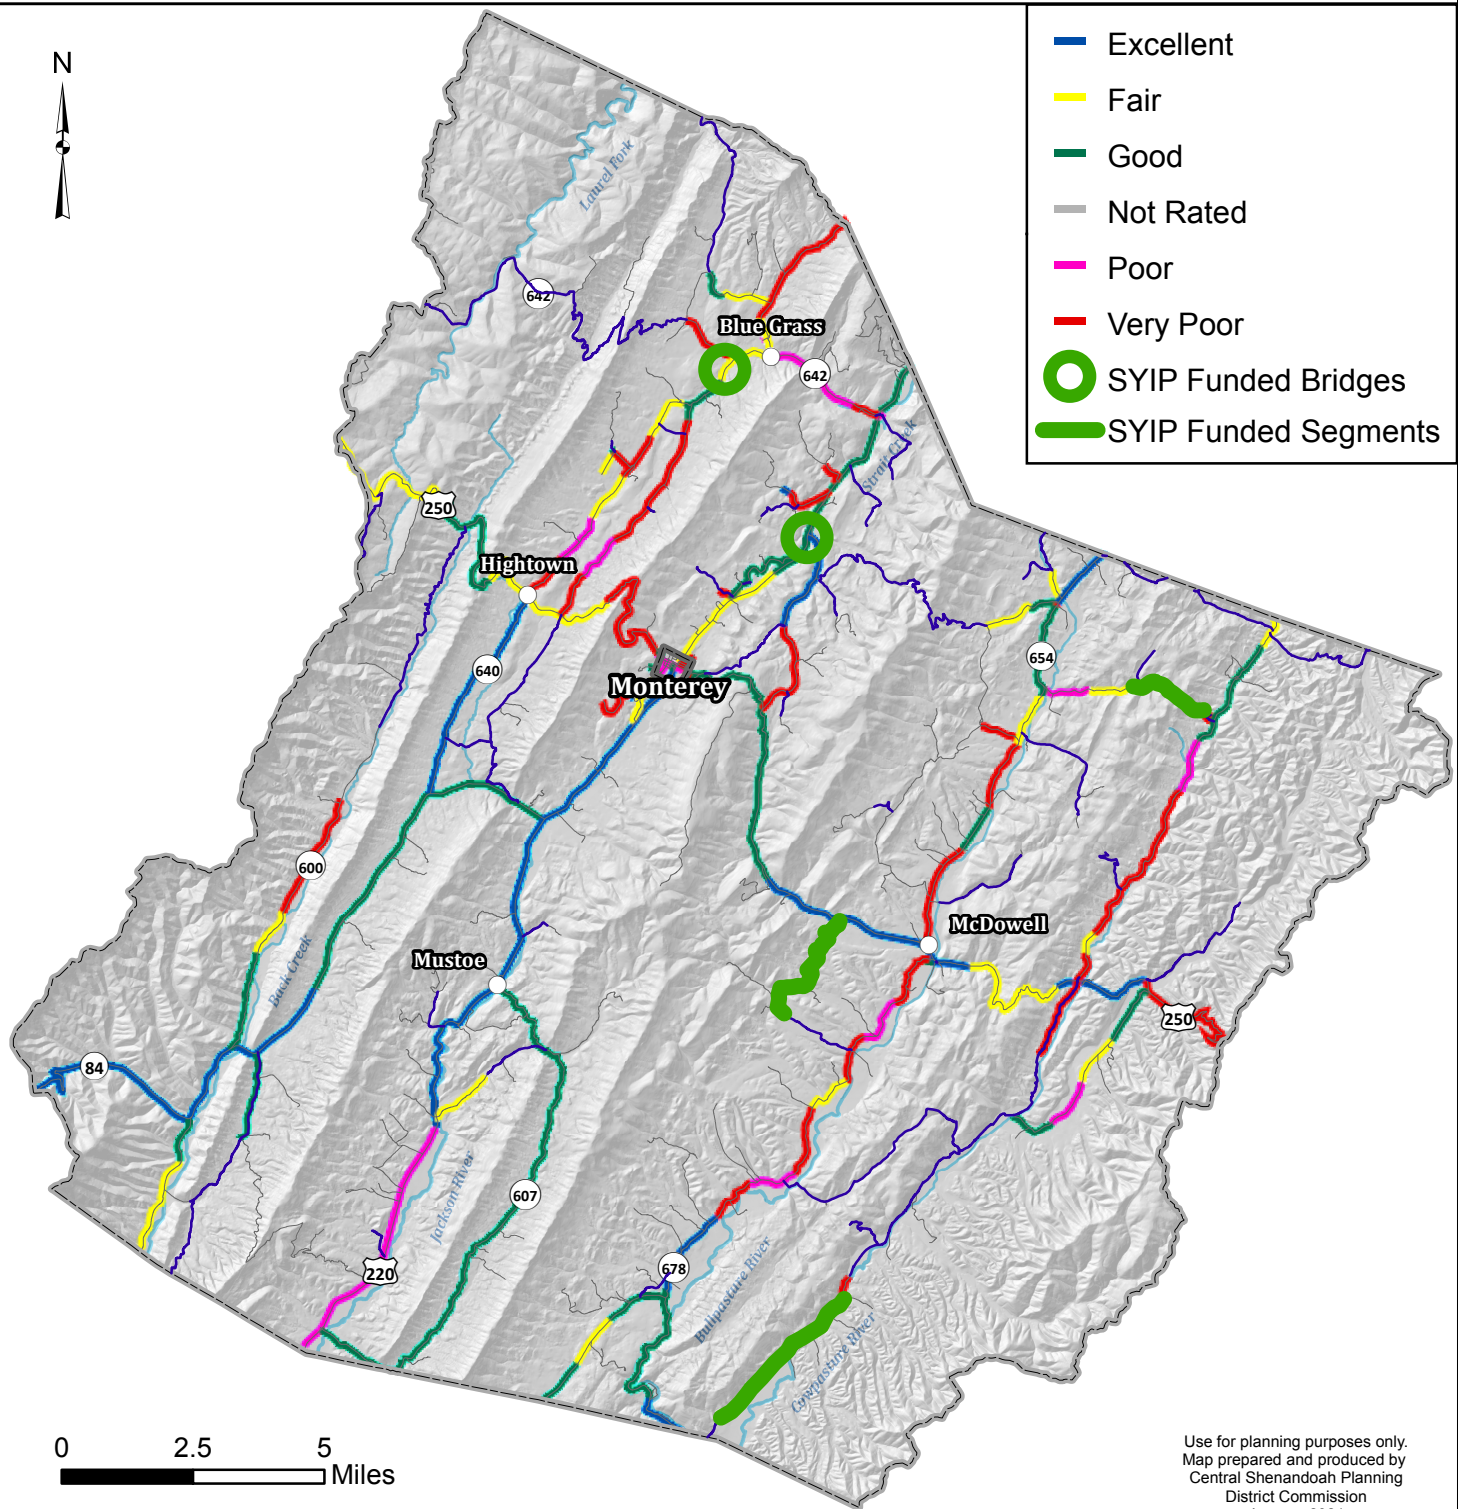 N
Excellent
Fair
Good
Not Rated
Poor
Very Poor
SYIP Funded Bridges
SYIP Funded Segments
Laurel Fork
642
Blue Grass
642
Strait Creek
250
Hightown
654
640
Monterey
600
McDowell
Mustoe
Back Creek
250
84
Jackson River
607
220
678
Bullpasture River
Cowpasture River
0 2.5 5
Miles
Use for planning purposes only.
Map prepared and produced by
Central Shenandoah Planning
District Commission